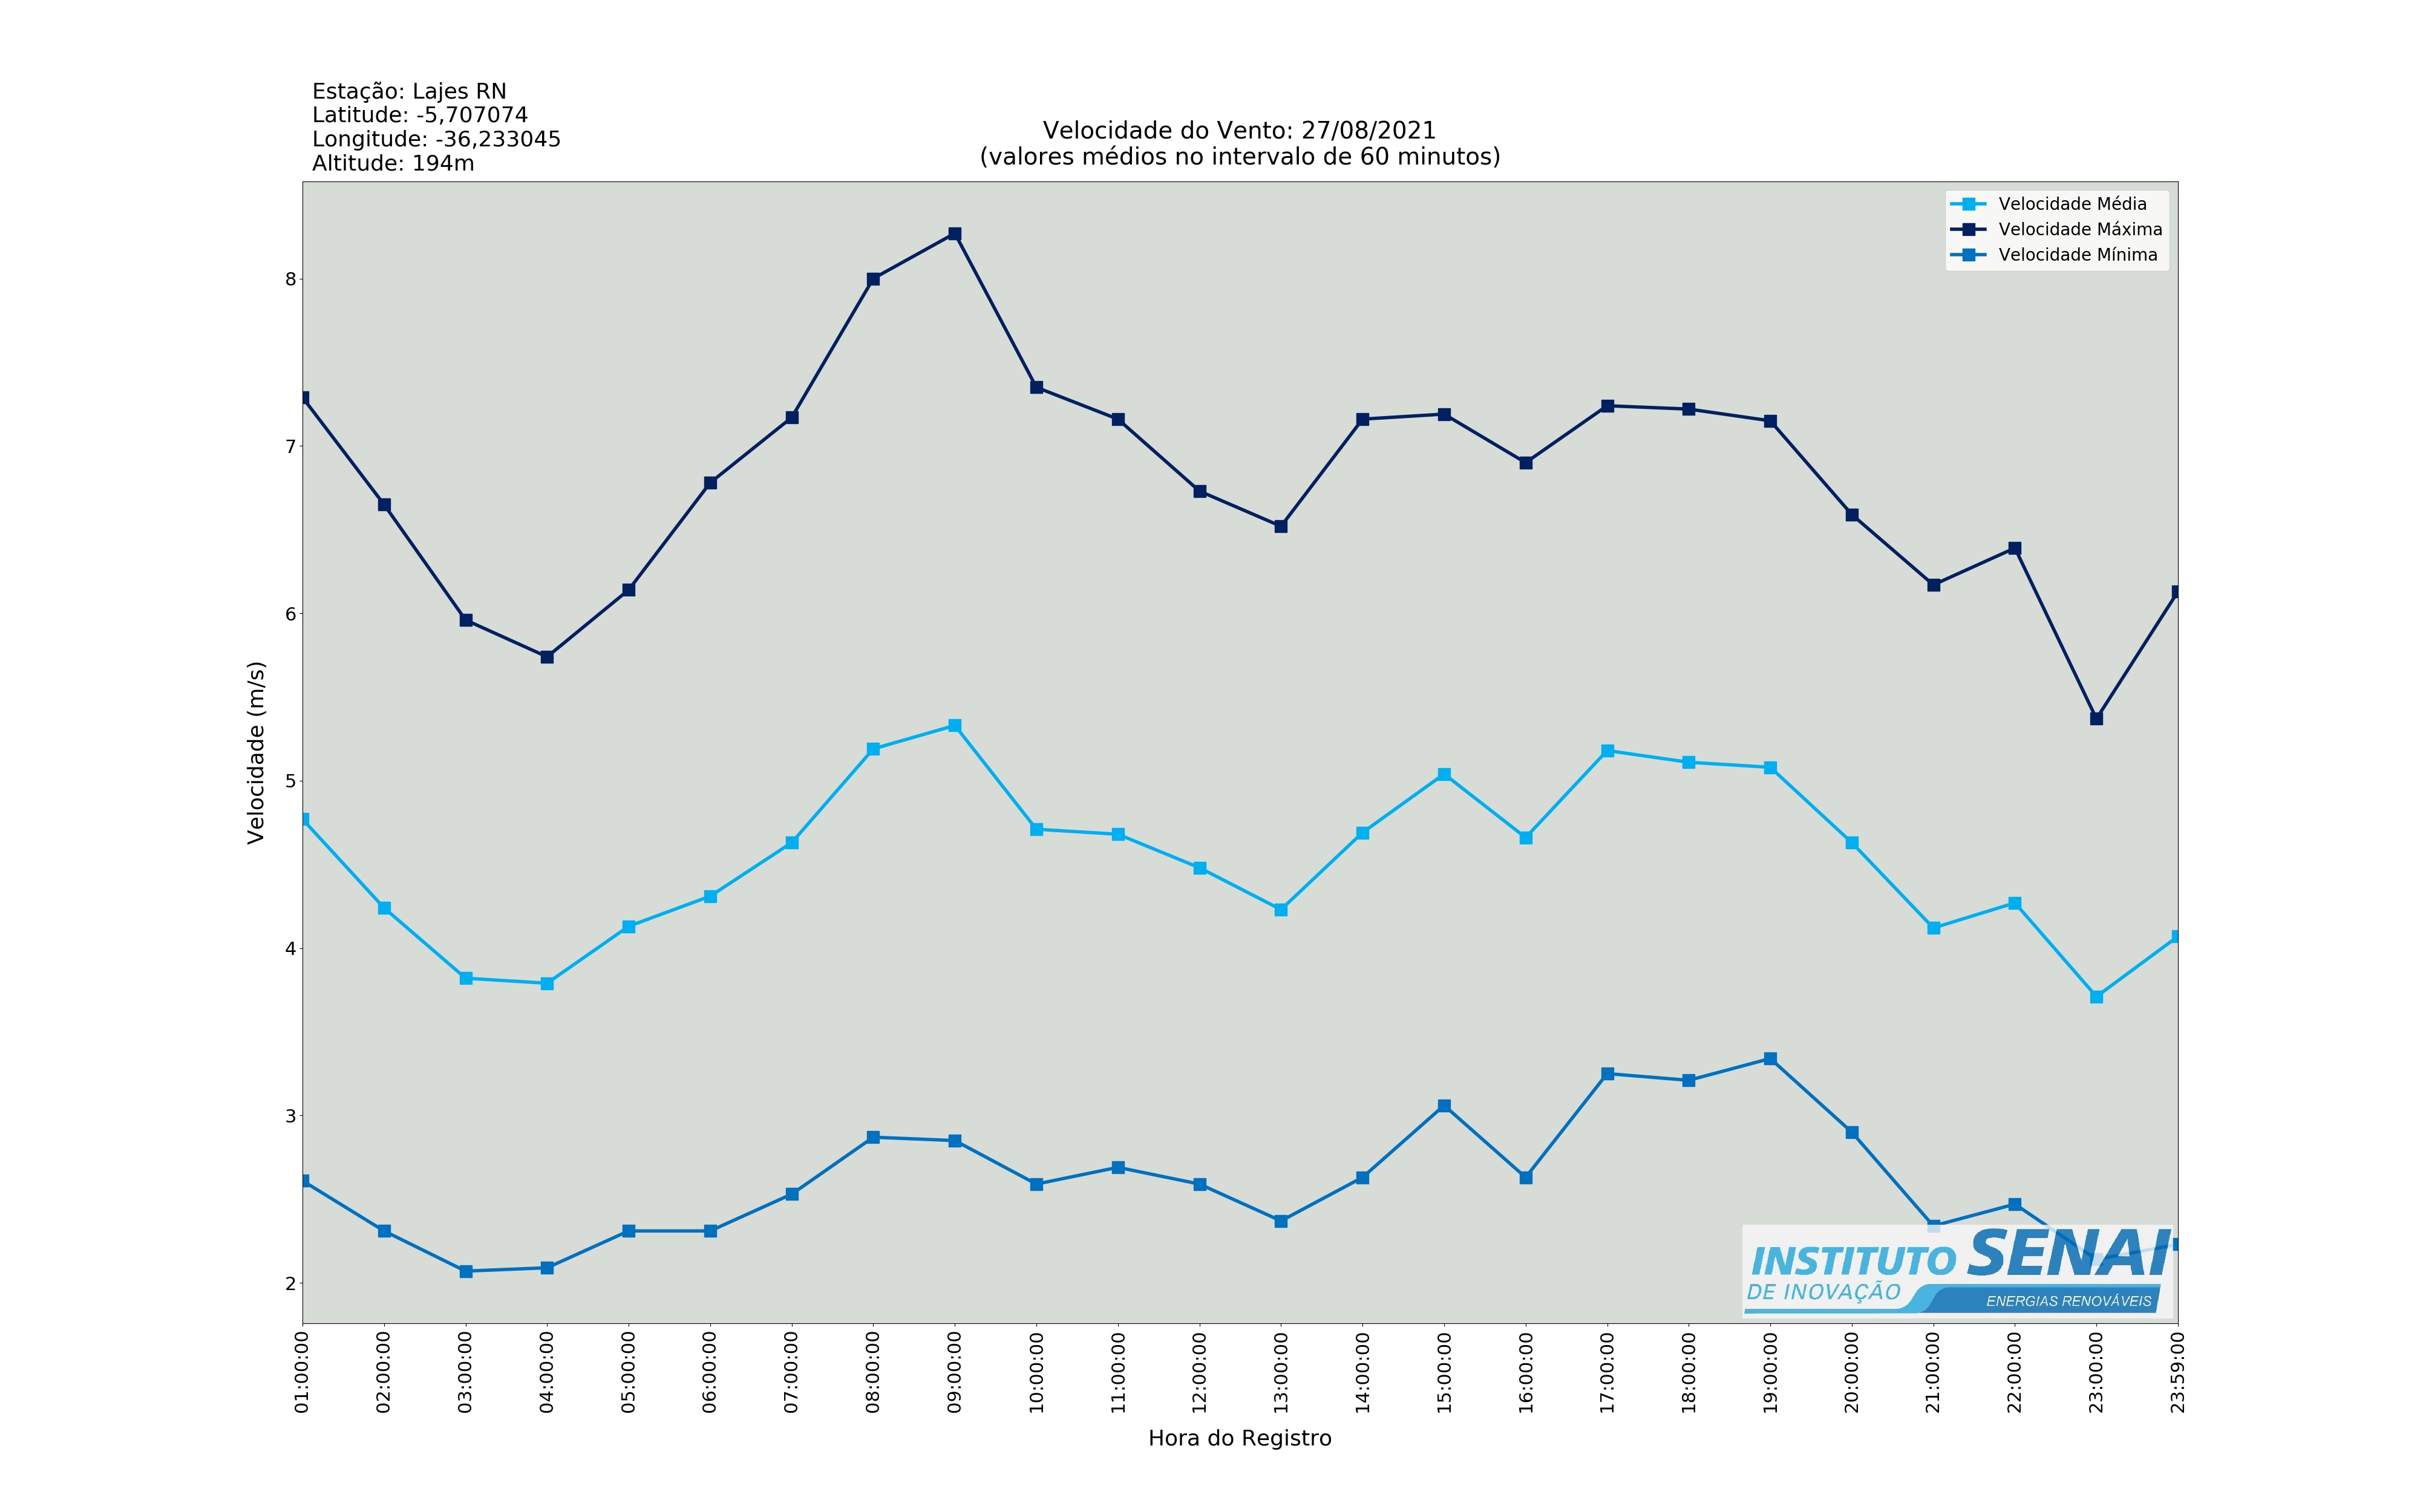 Estação: Lajes RN
Latitude: -5,707074
Longitude: -36,233045
Altitude: 194m
Velocidade do Vento: 27/08/2021
(valores médios no intervalo de 60 minutos)
Velocidade Média
Velocidade Máxima
Velocidade Mínima
8
7
6
5
4
3
2
Velocidade (m/s)
INSTITUTO SENAI
DE INOVAÇÃO
ENERGIAS RENOVÁVEIS
01:00:00
02:00:00
03:00:00
04:00:00
05:00:00
06:00:00
07:00:00
08:00:00
09:00:00
10:00:00
11:00:00
12:00:00
13:00:00
14:00:00
15:00:00
16:00:00
17:00:00
18:00:00
19:00:00
20:00:00
21:00:00
22:00:00
23:00:00
23:59:00
Hora do Registro